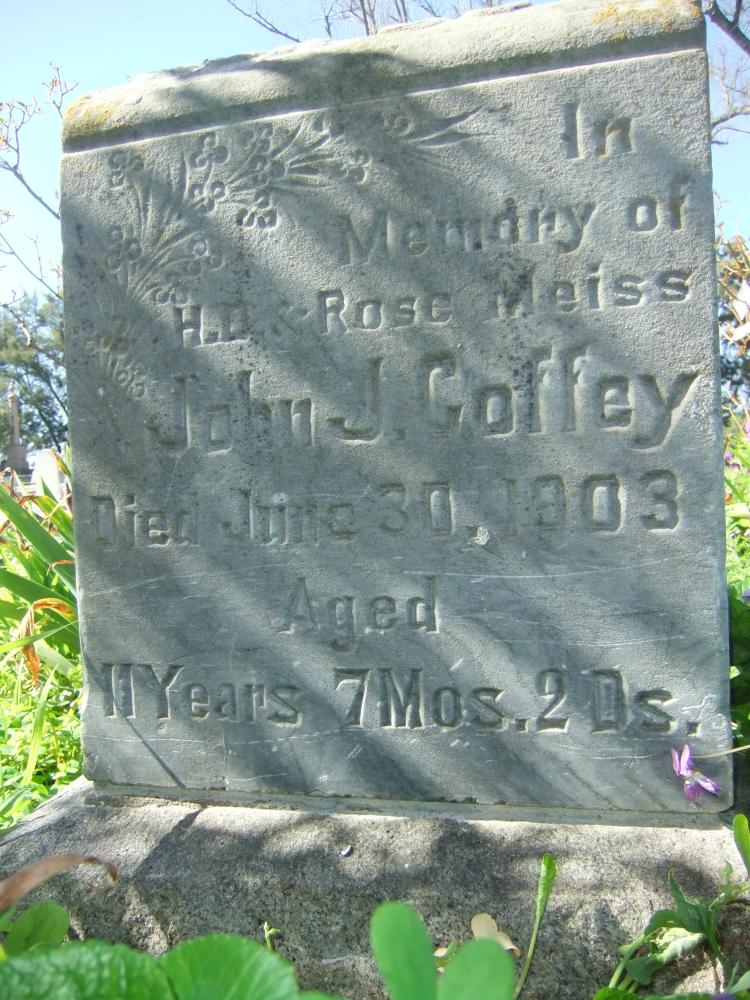 In
Memory of
H.D. & Rose Meiss
John J. Coffey
Died June 30, 1903
Aged
11 Years 7 Mos. 2 Ds.